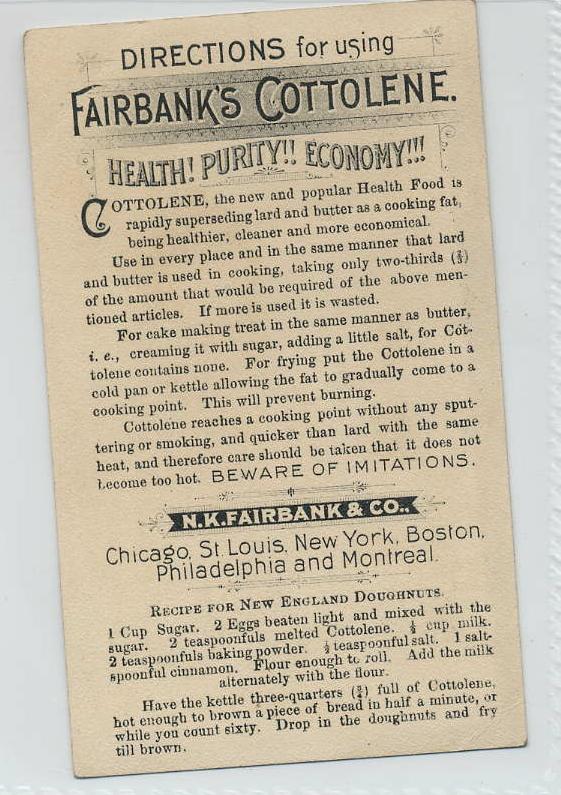 DIRECTIONS for using
FAIRBANK'S COTTOLENE.
HEALTH! PURITY!! ECONOMY!!!
COTTOLENE, the new and popular Health Food is
rapidly superseding lard and butter as a cooking fat,
being healthier, cleaner and more economical.
Use in every place and in the same manner that lard
and butter is used in cooking, taking only two-thirds (⅔)
of the amount that would be required of the above men-
tioned articles. If more is used it is wasted.
For cake making treat in the same manner as butter,
i. e., creaming it with sugar, adding a little salt, for Cot-
tolene contains none. For frying put the Cottolene in a
cold pan or kettle allowing the fat to gradually come to a
cooking point. This will prevent burning.
Cottolene reaches a cooking point without any sput-
tering or smoking, and quicker than lard with the same
heat, and therefore care should be taken that it does not
become too hot. BEWARE OF IMITATIONS.
N.K.FAIRBANK & CO.
Chicago, St. Louis, New York, Boston,
Philadelphia and Montreal.
RECIPE FOR NEW ENGLAND DOUGHNUTS.
1 Cup Sugar. 2 Eggs beaten light and mixed with the
sugar. 2 teaspoonfuls melted Cottolene. ½ cup milk.
2 teaspoonfuls baking powder. ½ teaspoonful salt. 1 salt-
spoonful cinnamon. Flour enough to roll. Add the milk
alternately with the flour.
Have the kettle three-quarters (¾) full of Cottolene,
hot enough to brown a piece of bread in half a minute, or
while you count sixty. Drop in the doughnuts and fry
till brown.